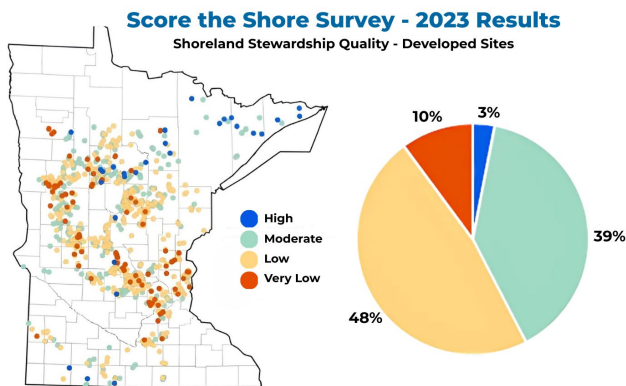 Score the Shore Survey - 2023 Results
Shoreland Stewardship Quality - Developed Sites
10%
3%
High
Moderate
Low
Very Low
39%
48%